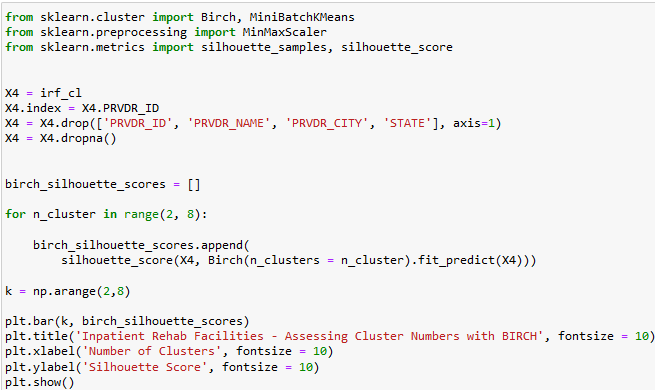 from sklearn.cluster import Birch, MiniBatchKMeans
from sklearn.preprocessing import MinMaxScaler
from sklearn.metrics import silhouette_samples, silhouette_score
X4 = irf_cl
X4.index = X4.PRVDR_ID
X4 = X4.drop(['PRVDR_ID', 'PRVDR_NAME', 'PRVDR_CITY', 'STATE'], axis=1)
X4 = X4.dropna()
birch_silhouette_scores = []
for n_cluster in range(2, 8):
    birch_silhouette_scores.append(
        silhouette_score(X4, Birch(n_clusters = n_cluster).fit_predict(X4)))
k = np.arange(2,8)
plt.bar(k, birch_silhouette_scores)
plt.title('Inpatient Rehab Facilities - Assessing Cluster Numbers with BIRCH', fontsize = 10)
plt.xlabel('Number of Clusters', fontsize = 10)
plt.ylabel('Silhouette Score', fontsize = 10)
plt.show()